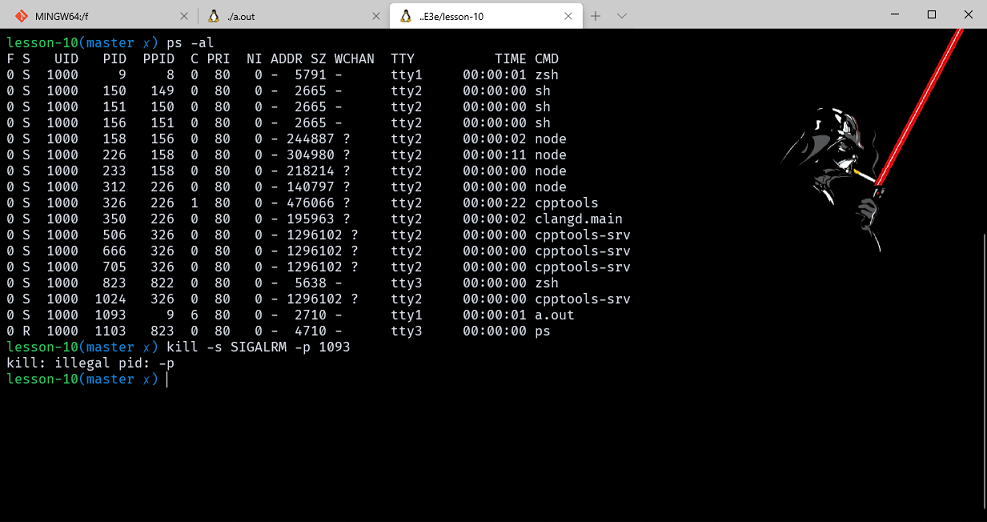 MINGW64:/f
./a.out
..E3e/lesson-10
lesson-10(master x) ps -al
F S   UID   PID  PPID  C PRI  NI ADDR SZ WCHAN  TTY          TIME CMD
0 S  1000     9     8  0  80   0 -  5791 -      tty1     00:00:01 zsh
0 S  1000   150   149  0  80   0 -  2665 -      tty2     00:00:00 sh
0 S  1000   151   150  0  80   0 -  2665 -      tty2     00:00:00 sh
0 S  1000   156   151  0  80   0 -  2665 -      tty2     00:00:00 sh
0 S  1000   158   156  0  80   0 - 244887 ?     tty2     00:00:02 node
0 S  1000   226   158  0  80   0 - 304980 ?     tty2     00:00:11 node
0 S  1000   233   158  0  80   0 - 218214 ?     tty2     00:00:00 node
0 S  1000   312   226  0  80   0 - 140797 ?     tty2     00:00:00 node
0 S  1000   326   226  1  80   0 - 476066 ?     tty2     00:00:22 cpptools
0 S  1000   350   226  0  80   0 - 195963 ?     tty2     00:00:02 clangd.main
0 S  1000   506   326  0  80   0 - 1296102 ?    tty2     00:00:00 cpptools-srv
0 S  1000   666   326  0  80   0 - 1296102 ?    tty2     00:00:00 cpptools-srv
0 S  1000   705   326  0  80   0 - 1296102 ?    tty2     00:00:00 cpptools-srv
0 S  1000   823   822  0  80   0 -  5638 -      tty3     00:00:00 zsh
0 S  1000  1024   326  0  80   0 - 1296102 ?    tty2     00:00:00 cpptools-srv
0 S  1000  1093     9  6  80   0 -  2710 -      tty1     00:00:01 a.out
0 R  1000  1103   823  0  80   0 -  4710 -      tty3     00:00:00 ps
lesson-10(master x) kill -s SIGALRM -p 1093
kill: illegal pid: -p
lesson-10(master x)